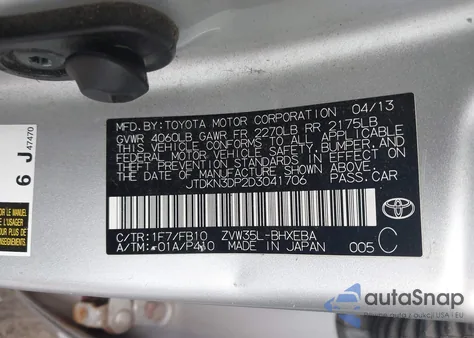 MFD.BY: TOYOTA MOTOR CORPORATION 04/13
GVWR 4060LB GAWR FR 2270LB RR 2175LB
THIS VEHICLE CONFORMS TO ALL APPLICABLE
FEDERAL MOTOR VEHICLE SAFETY, BUMPER, AND
THEFT PREVENTION STANDARDS IN EFFECT ON
THE DATE OF MANUFACTURE SHOWN ABOVE.
JTDKN3DP2D3041706 PASS.CAR
C/TR: 1F7/FB10 ZVW35L-BHXEBA
A/TM: -01A/P410 MADE IN JAPAN 005 C
TOYOTA
6 J 47470
autoSnap